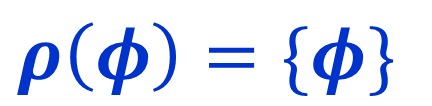 ρ(ϕ) = {ϕ}